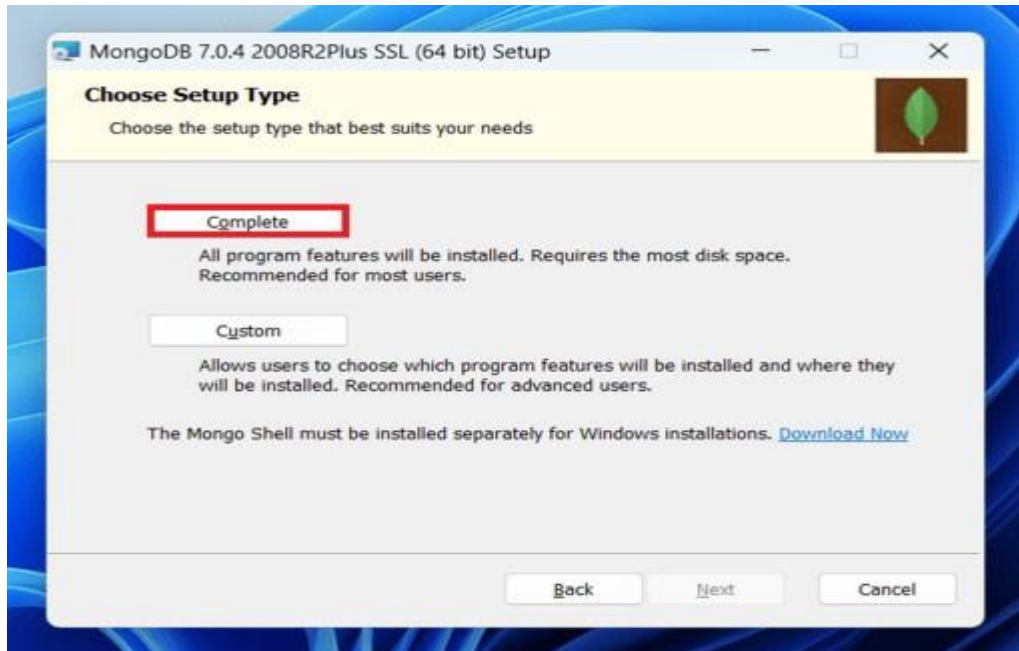 MongoDB 7.0.4 2008R2Plus SSL (64 bit) Setup
Choose Setup Type
Choose the setup type that best suits your needs
Complete
All program features will be installed. Requires the most disk space.
Recommended for most users.
Custom
Allows users to choose which program features will be installed and where they
will be installed. Recommended for advanced users.
The Mongo Shell must be installed separately for Windows installations. Download Now
Back Next Cancel